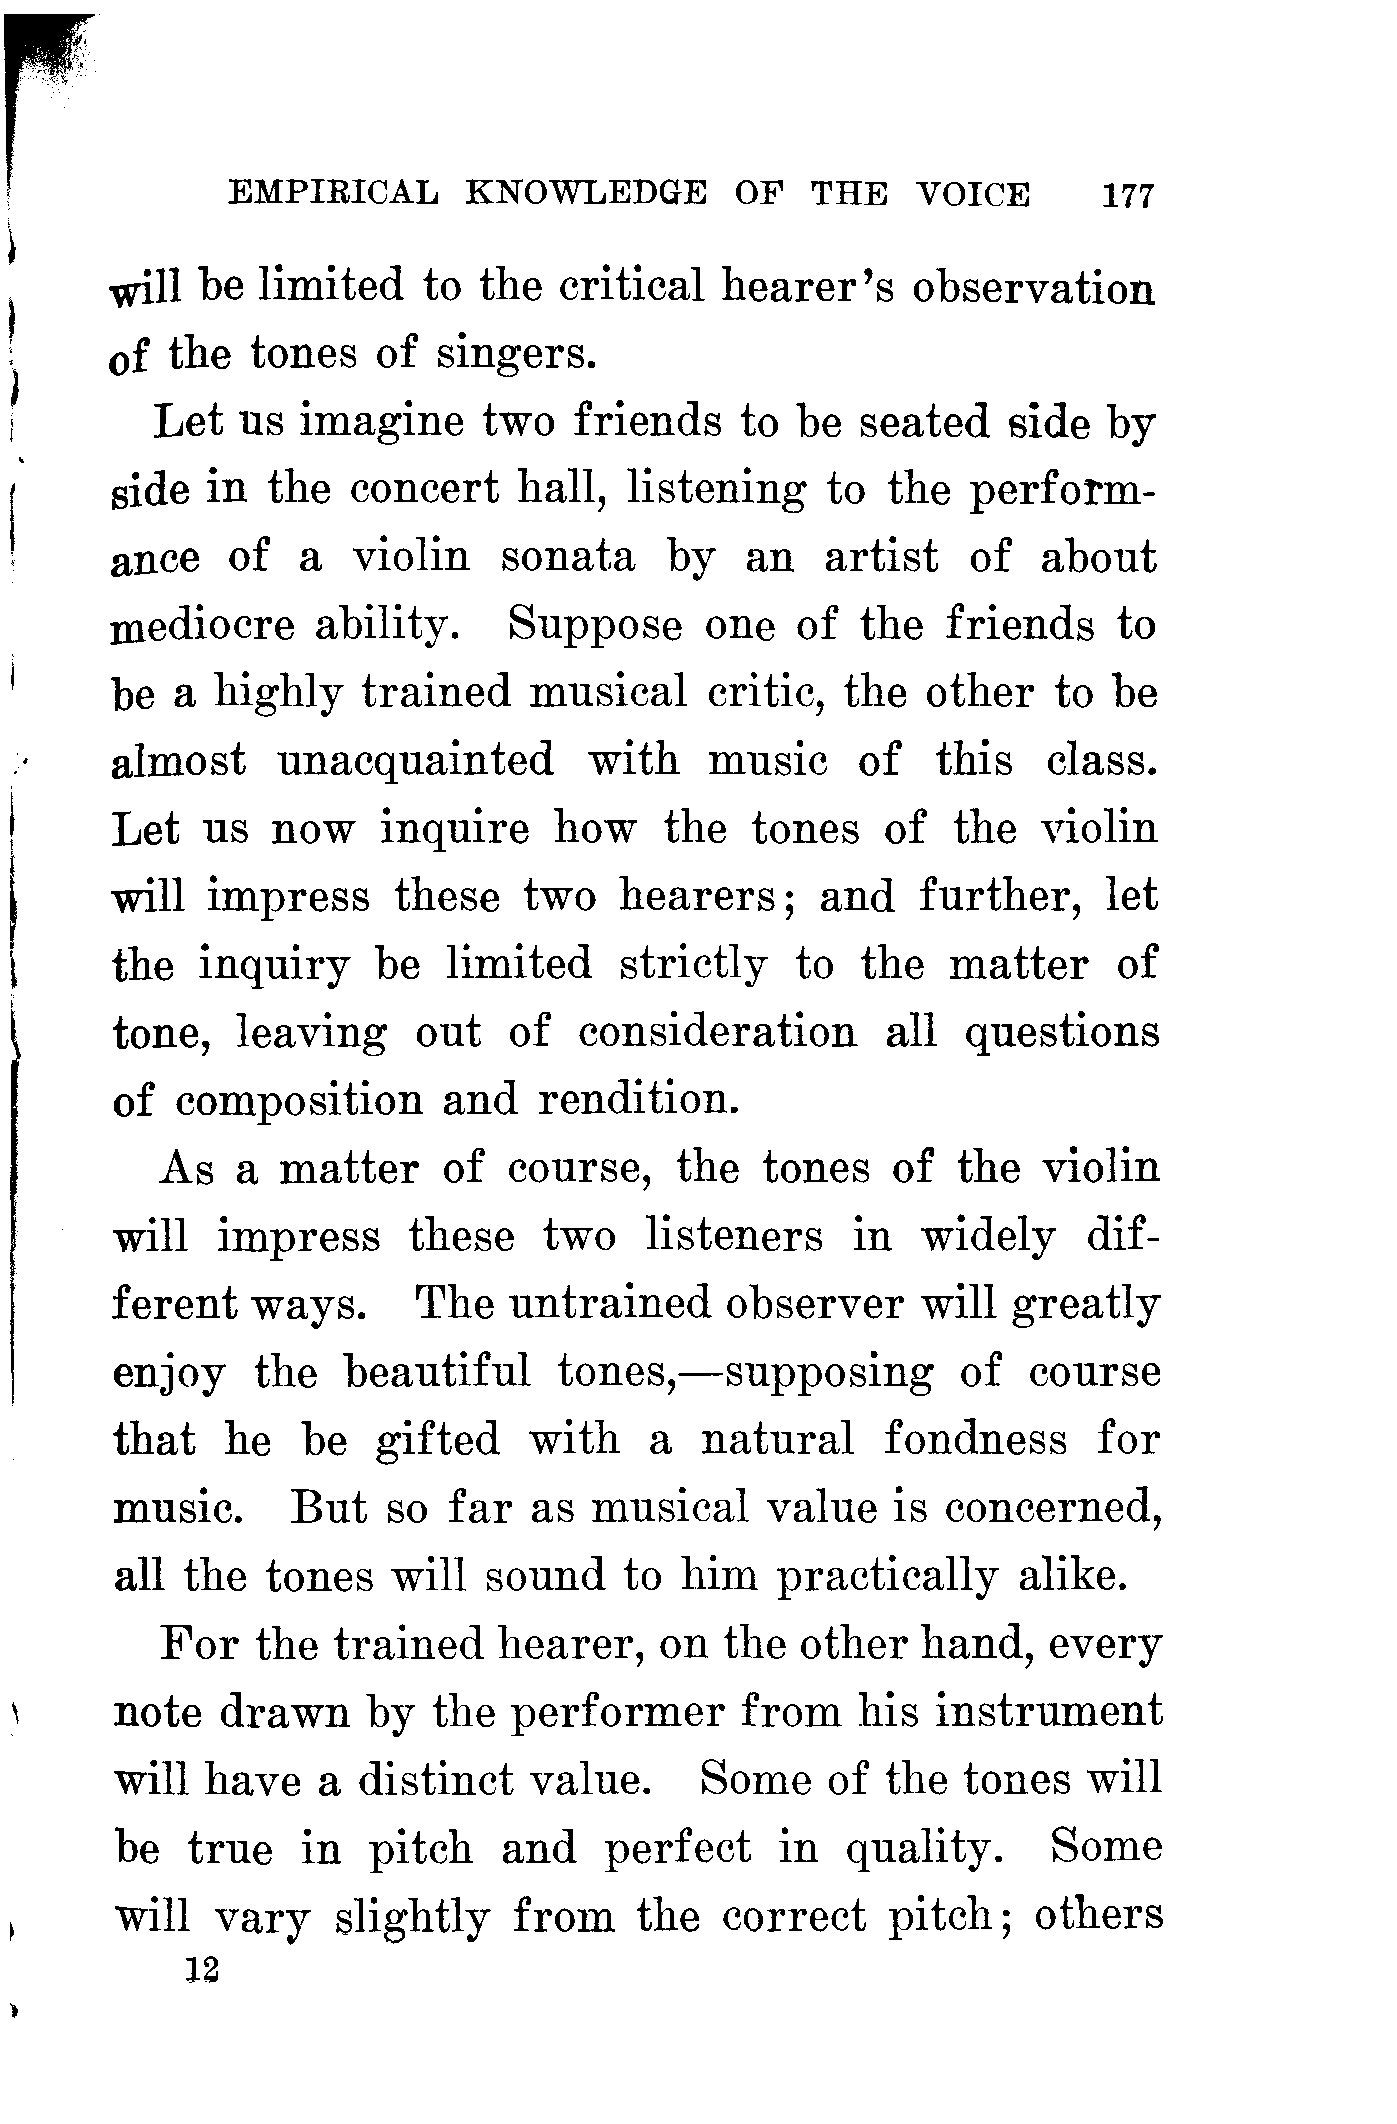 EMPIRICAL KNOWLEDGE OF THE VOICE 177
will be limited to the critical hearer's observation
of the tones of singers.
Let us imagine two friends to be seated side by
side in the concert hall, listening to the perform-
ance of a violin sonata by an artist of about
mediocre ability. Suppose one of the friends to
be a highly trained musical critic, the other to be
almost unacquainted with music of this class.
Let us now inquire how the tones of the violin
will impress these two hearers; and further, let
the inquiry be limited strictly to the matter of
tone, leaving out of consideration all questions
of composition and rendition.
As a matter of course, the tones of the violin
will impress these two listeners in widely dif-
ferent ways. The untrained observer will greatly
enjoy the beautiful tones,—supposing of course
that he be gifted with a natural fondness for
music. But so far as musical value is concerned,
all the tones will sound to him practically alike.
For the trained hearer, on the other hand, every
note drawn by the performer from his instrument
will have a distinct value. Some of the tones will
be true in pitch and perfect in quality. Some
will vary slightly from the correct pitch; others
12